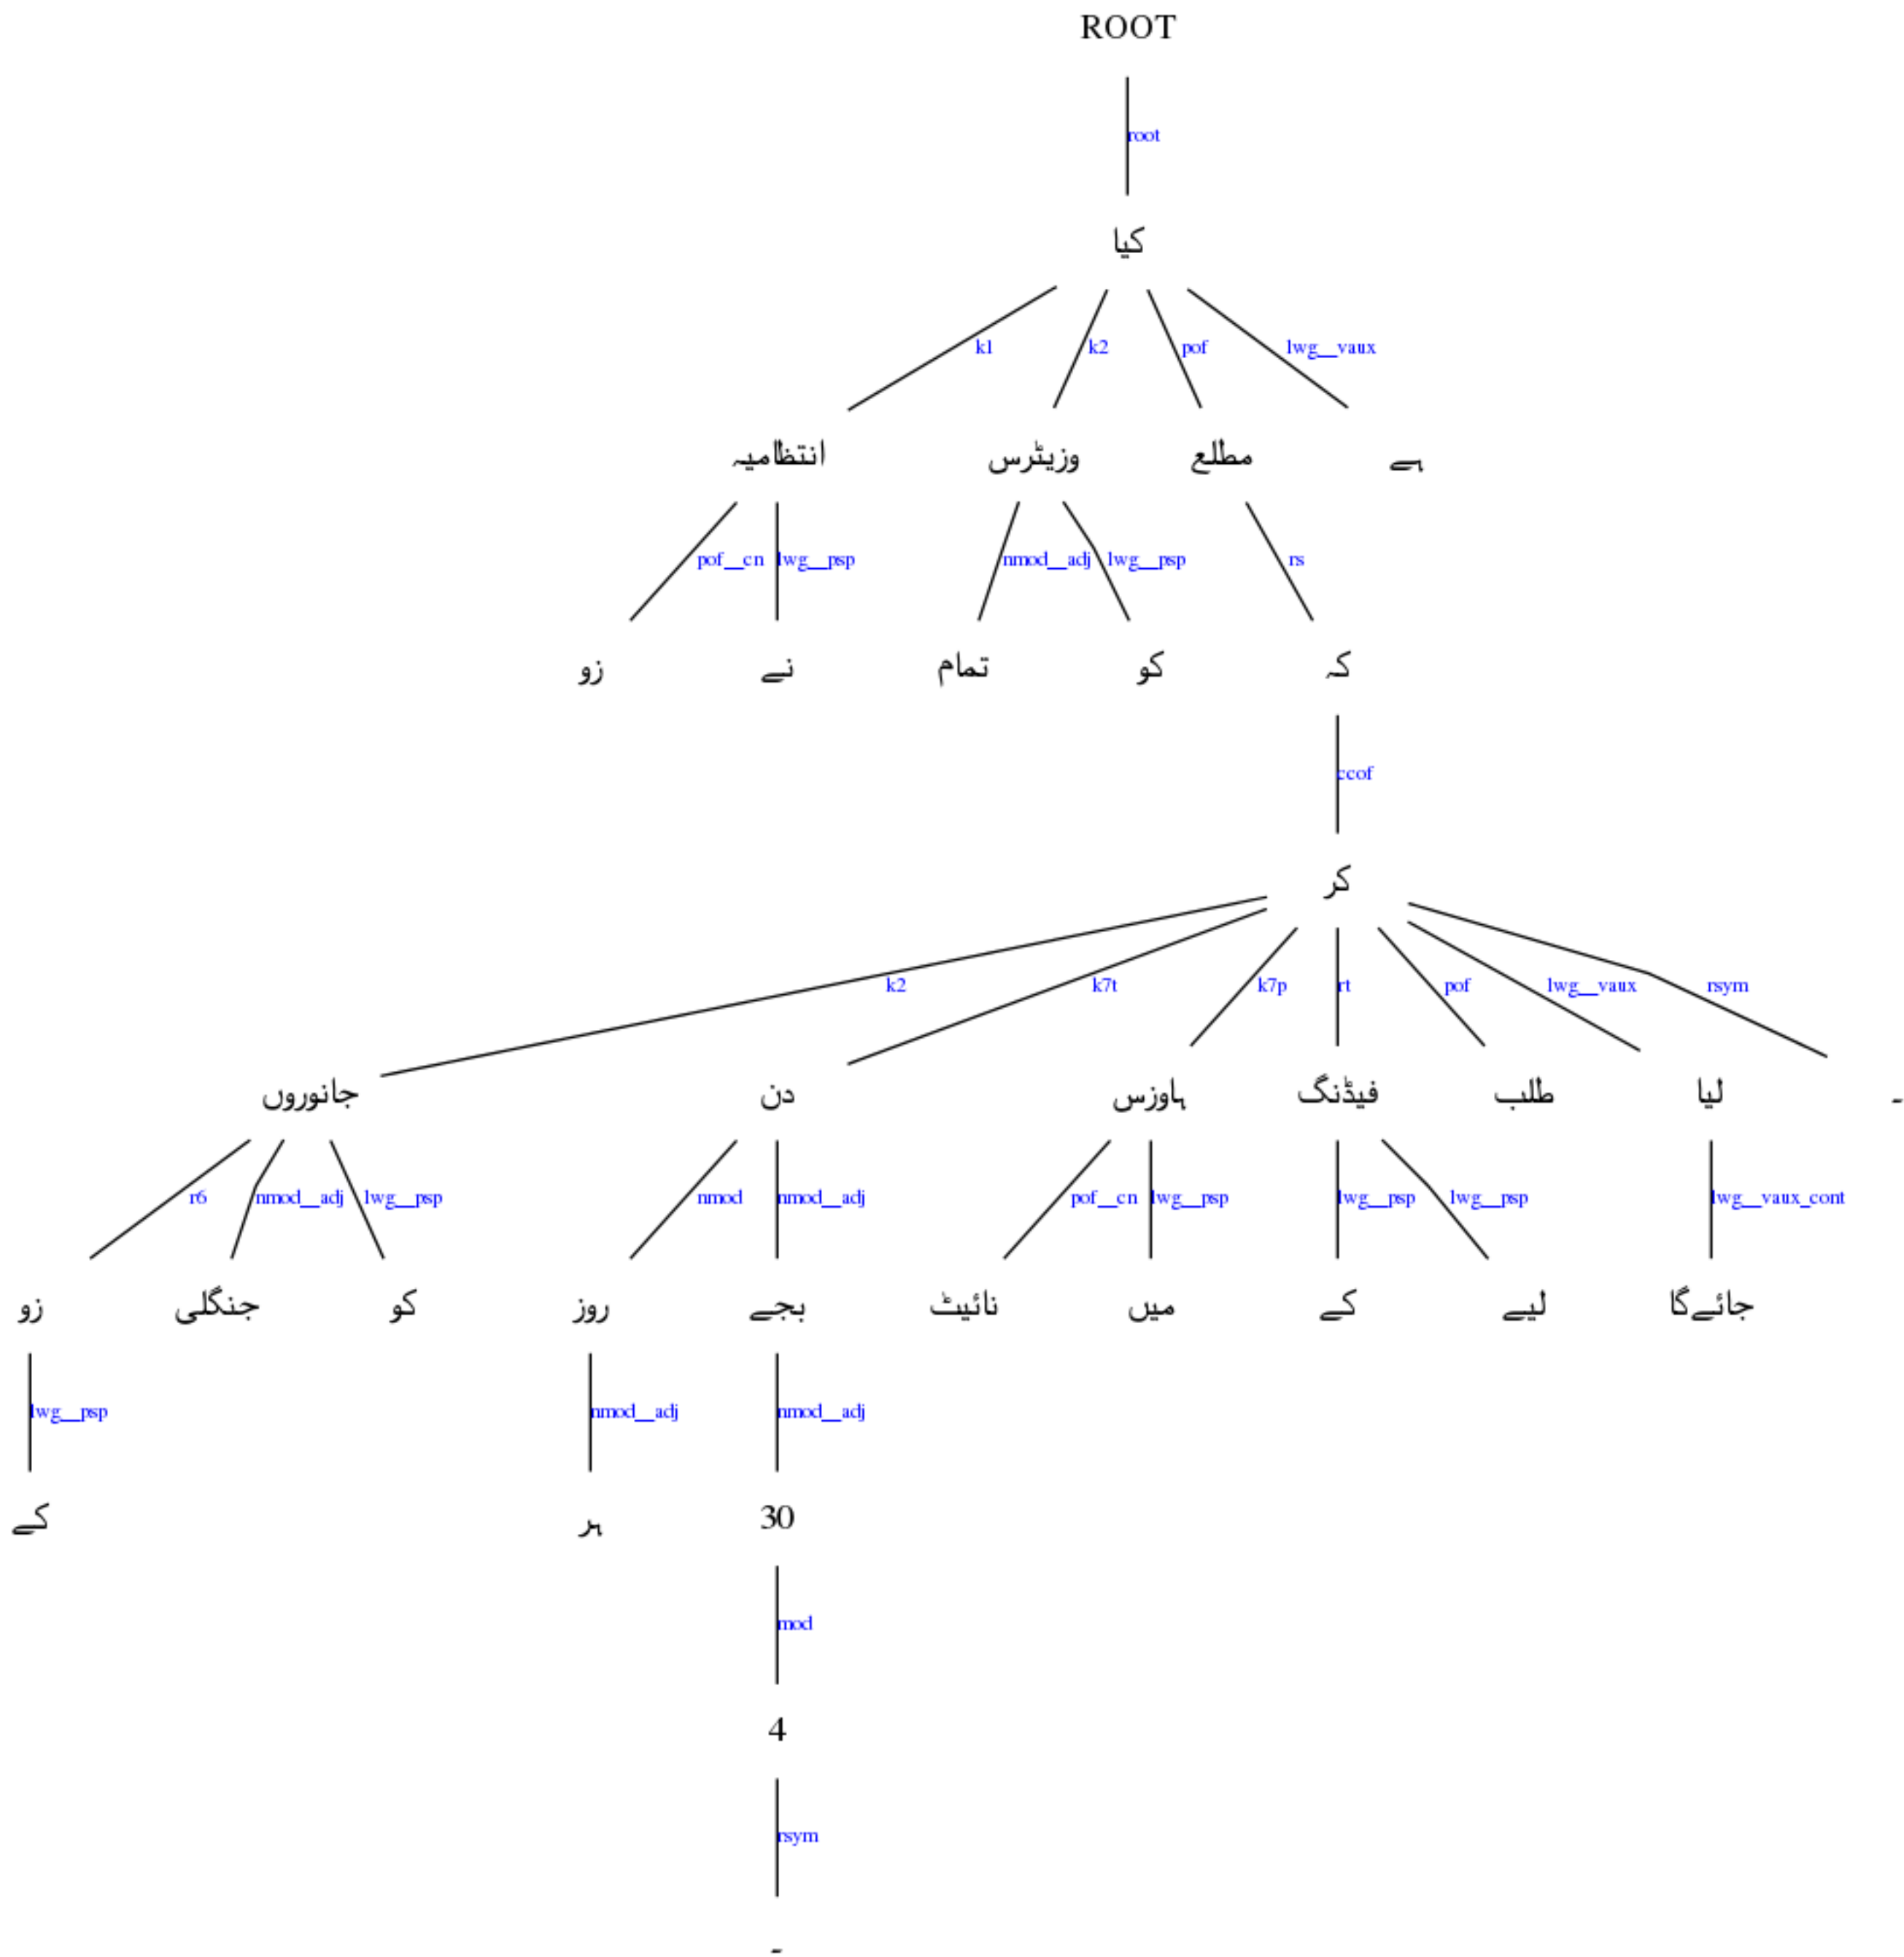 ROOT
root
کیا
k1 k2 pof lwg__vaux
انتظامیہ وزیٹرس مطلع ہے
pof__cn lwg__psp nmod__adj lwg__psp rs
زو نے تمام کو کہ
ccof
کر
k2 k7t k7p rt pof lwg__vaux rsym
جانوروں دن ہاوزس فیڈنگ طلب لیا ۔
r6 nmod__adj lwg__psp nmod nmod__adj pof__cn lwg__psp lwg__psp lwg__psp lwg__vaux_cont
زو جنگلی کو روز بجے نائیٹ میں کے لیے جائےگا
lwg__psp nmod__adj nmod__adj
کے ہر 30
mod
4
rsym
-